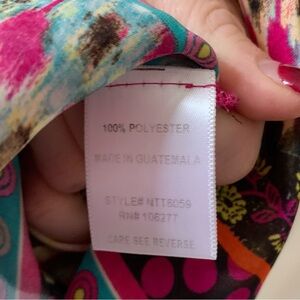 100% POLYESTER
MADE IN GUATEMALA
STYLE# NTT6059
RN# 106277
CARE SEE REVERSE